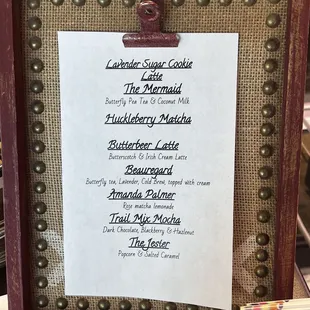 Lavender Sugar Cookie
Latte
The Mermaid
Butterfly Pea Tea & Coconut Milk
Huckleberry Matcha
Butterbeer Latte
Butterscotch & Irish Cream Latte
Beauregard
Butterfly tea, Lavender, Cold Brew, topped with cream
Amanda Palmer
Rose matcha lemonade
Trail Mix Mocha
Dark Chocolate, Blackberry & Hazelnut
The Jester
Popcorn & Salted Caramel